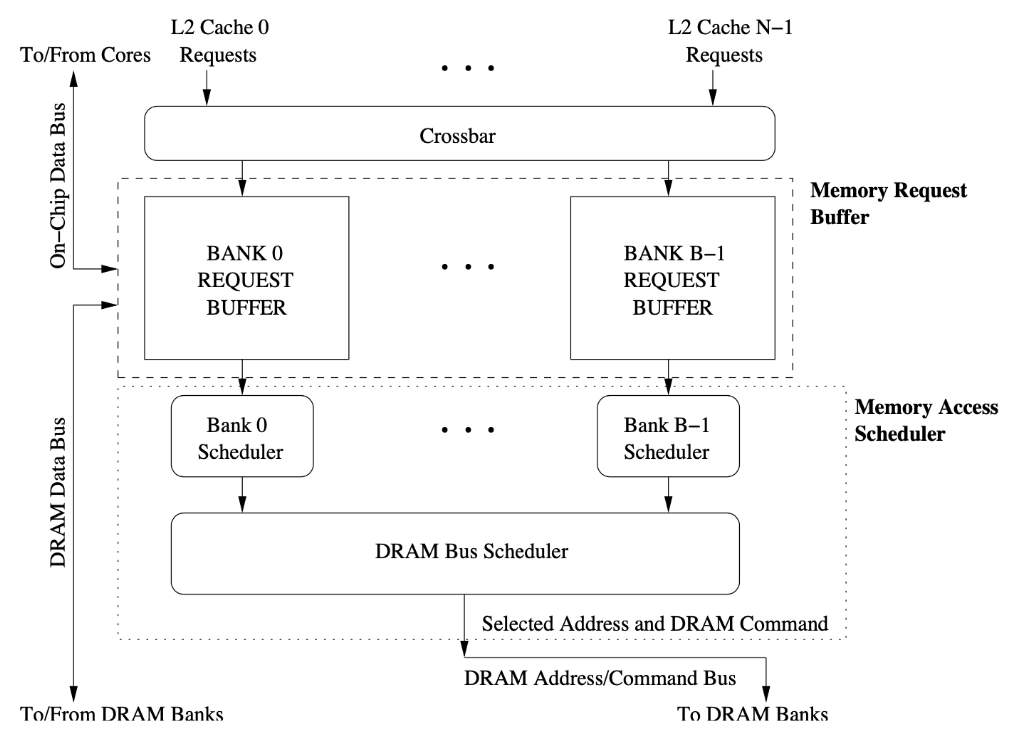 L2 Cache 0
Requests
L2 Cache N−1
Requests
To/From Cores
. . .
On−Chip Data Bus
Crossbar
Memory Request
Buffer
BANK 0
REQUEST
BUFFER
. . .
BANK B−1
REQUEST
BUFFER
Bank 0
Scheduler
. . .
Bank B−1
Scheduler
Memory Access
Scheduler
DRAM Data Bus
DRAM Bus Scheduler
Selected Address and DRAM Command
DRAM Address/Command Bus
To/From DRAM Banks
To DRAM Banks